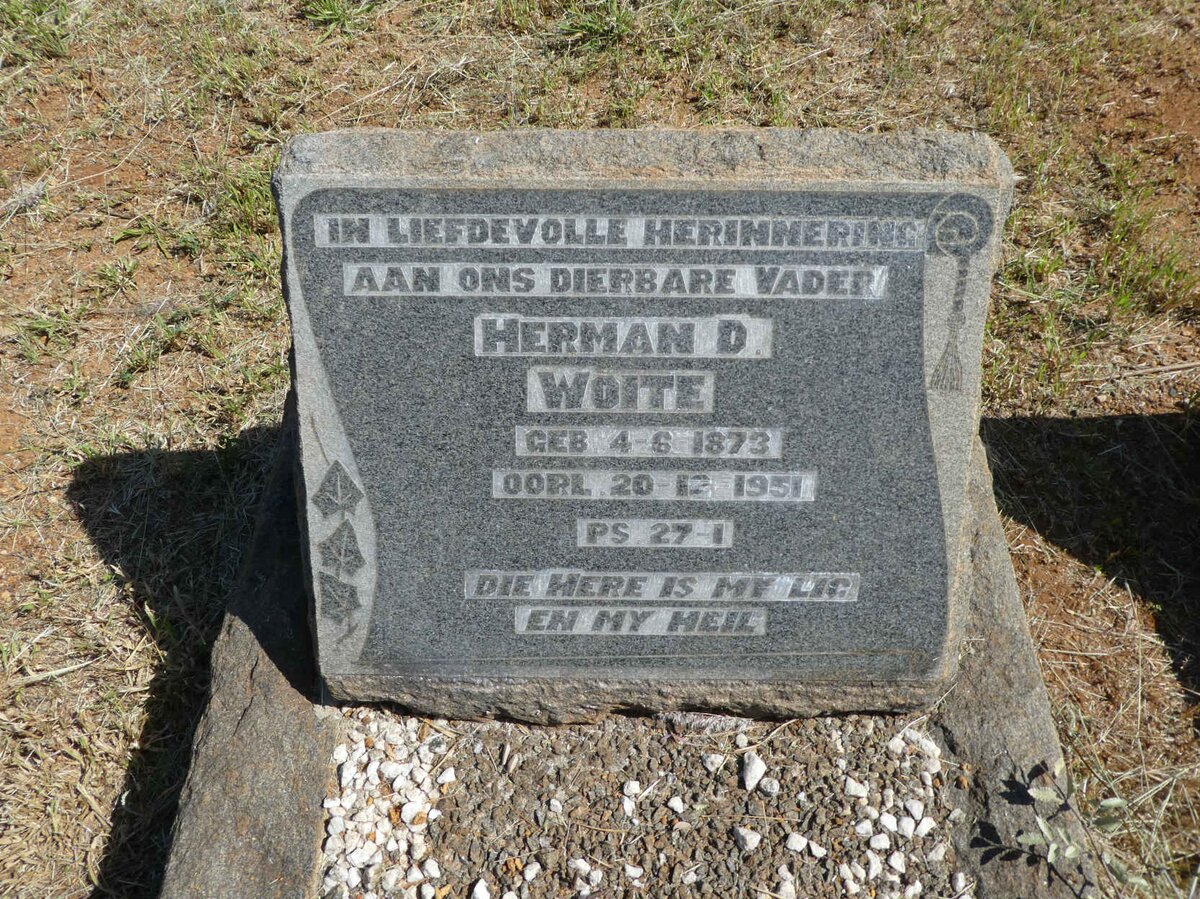 IN LIEFDEVOLLE HERINNERING
AAN ONS DIERBARE VADER
HERMAN D.
WOITE
GEB 4-6 1873
OORL 20-12 1951
PS 27-1
DIE HERE IS MY LIG
EN MY HEIL